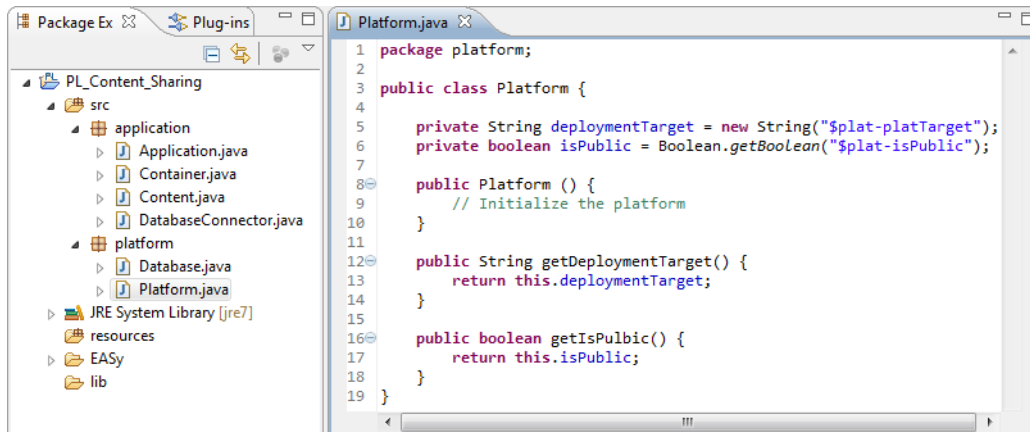 Package Ex
Plug-ins
PL_Content_Sharing
src
application
Application.java
Container.java
Content.java
DatabaseConnector.java
platform
Database.java
Platform.java
JRE System Library [jre7]
resources
EASy
lib
Platform.java
1 package platform;
2
3 public class Platform {
4
5 private String deploymentTarget = new String("$plat-platTarget");
6 private boolean isPublic = Boolean.getBoolean("$plat-isPublic");
7
8 public Platform () {
9 // Initialize the platform
10 }
11
12 public String getDeploymentTarget() {
13 return this.deploymentTarget;
14 }
15
16 public boolean getIsPulbic() {
17 return this.isPublic;
18 }
19 }